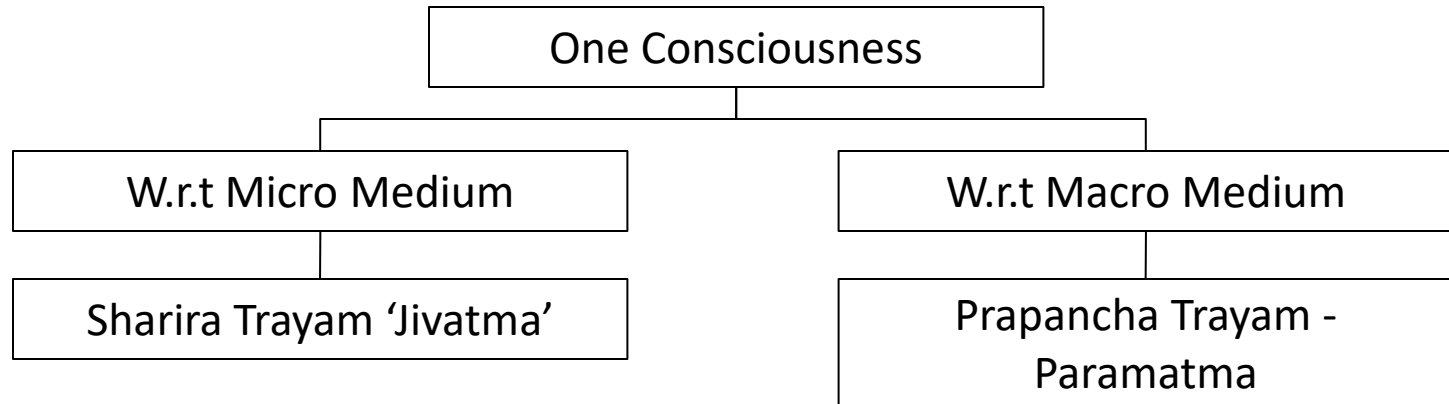 One Consciousness
W.r.t Micro Medium
W.r.t Macro Medium
Sharira Trayam ‘Jivatma’
Prapancha Trayam -
Paramatma